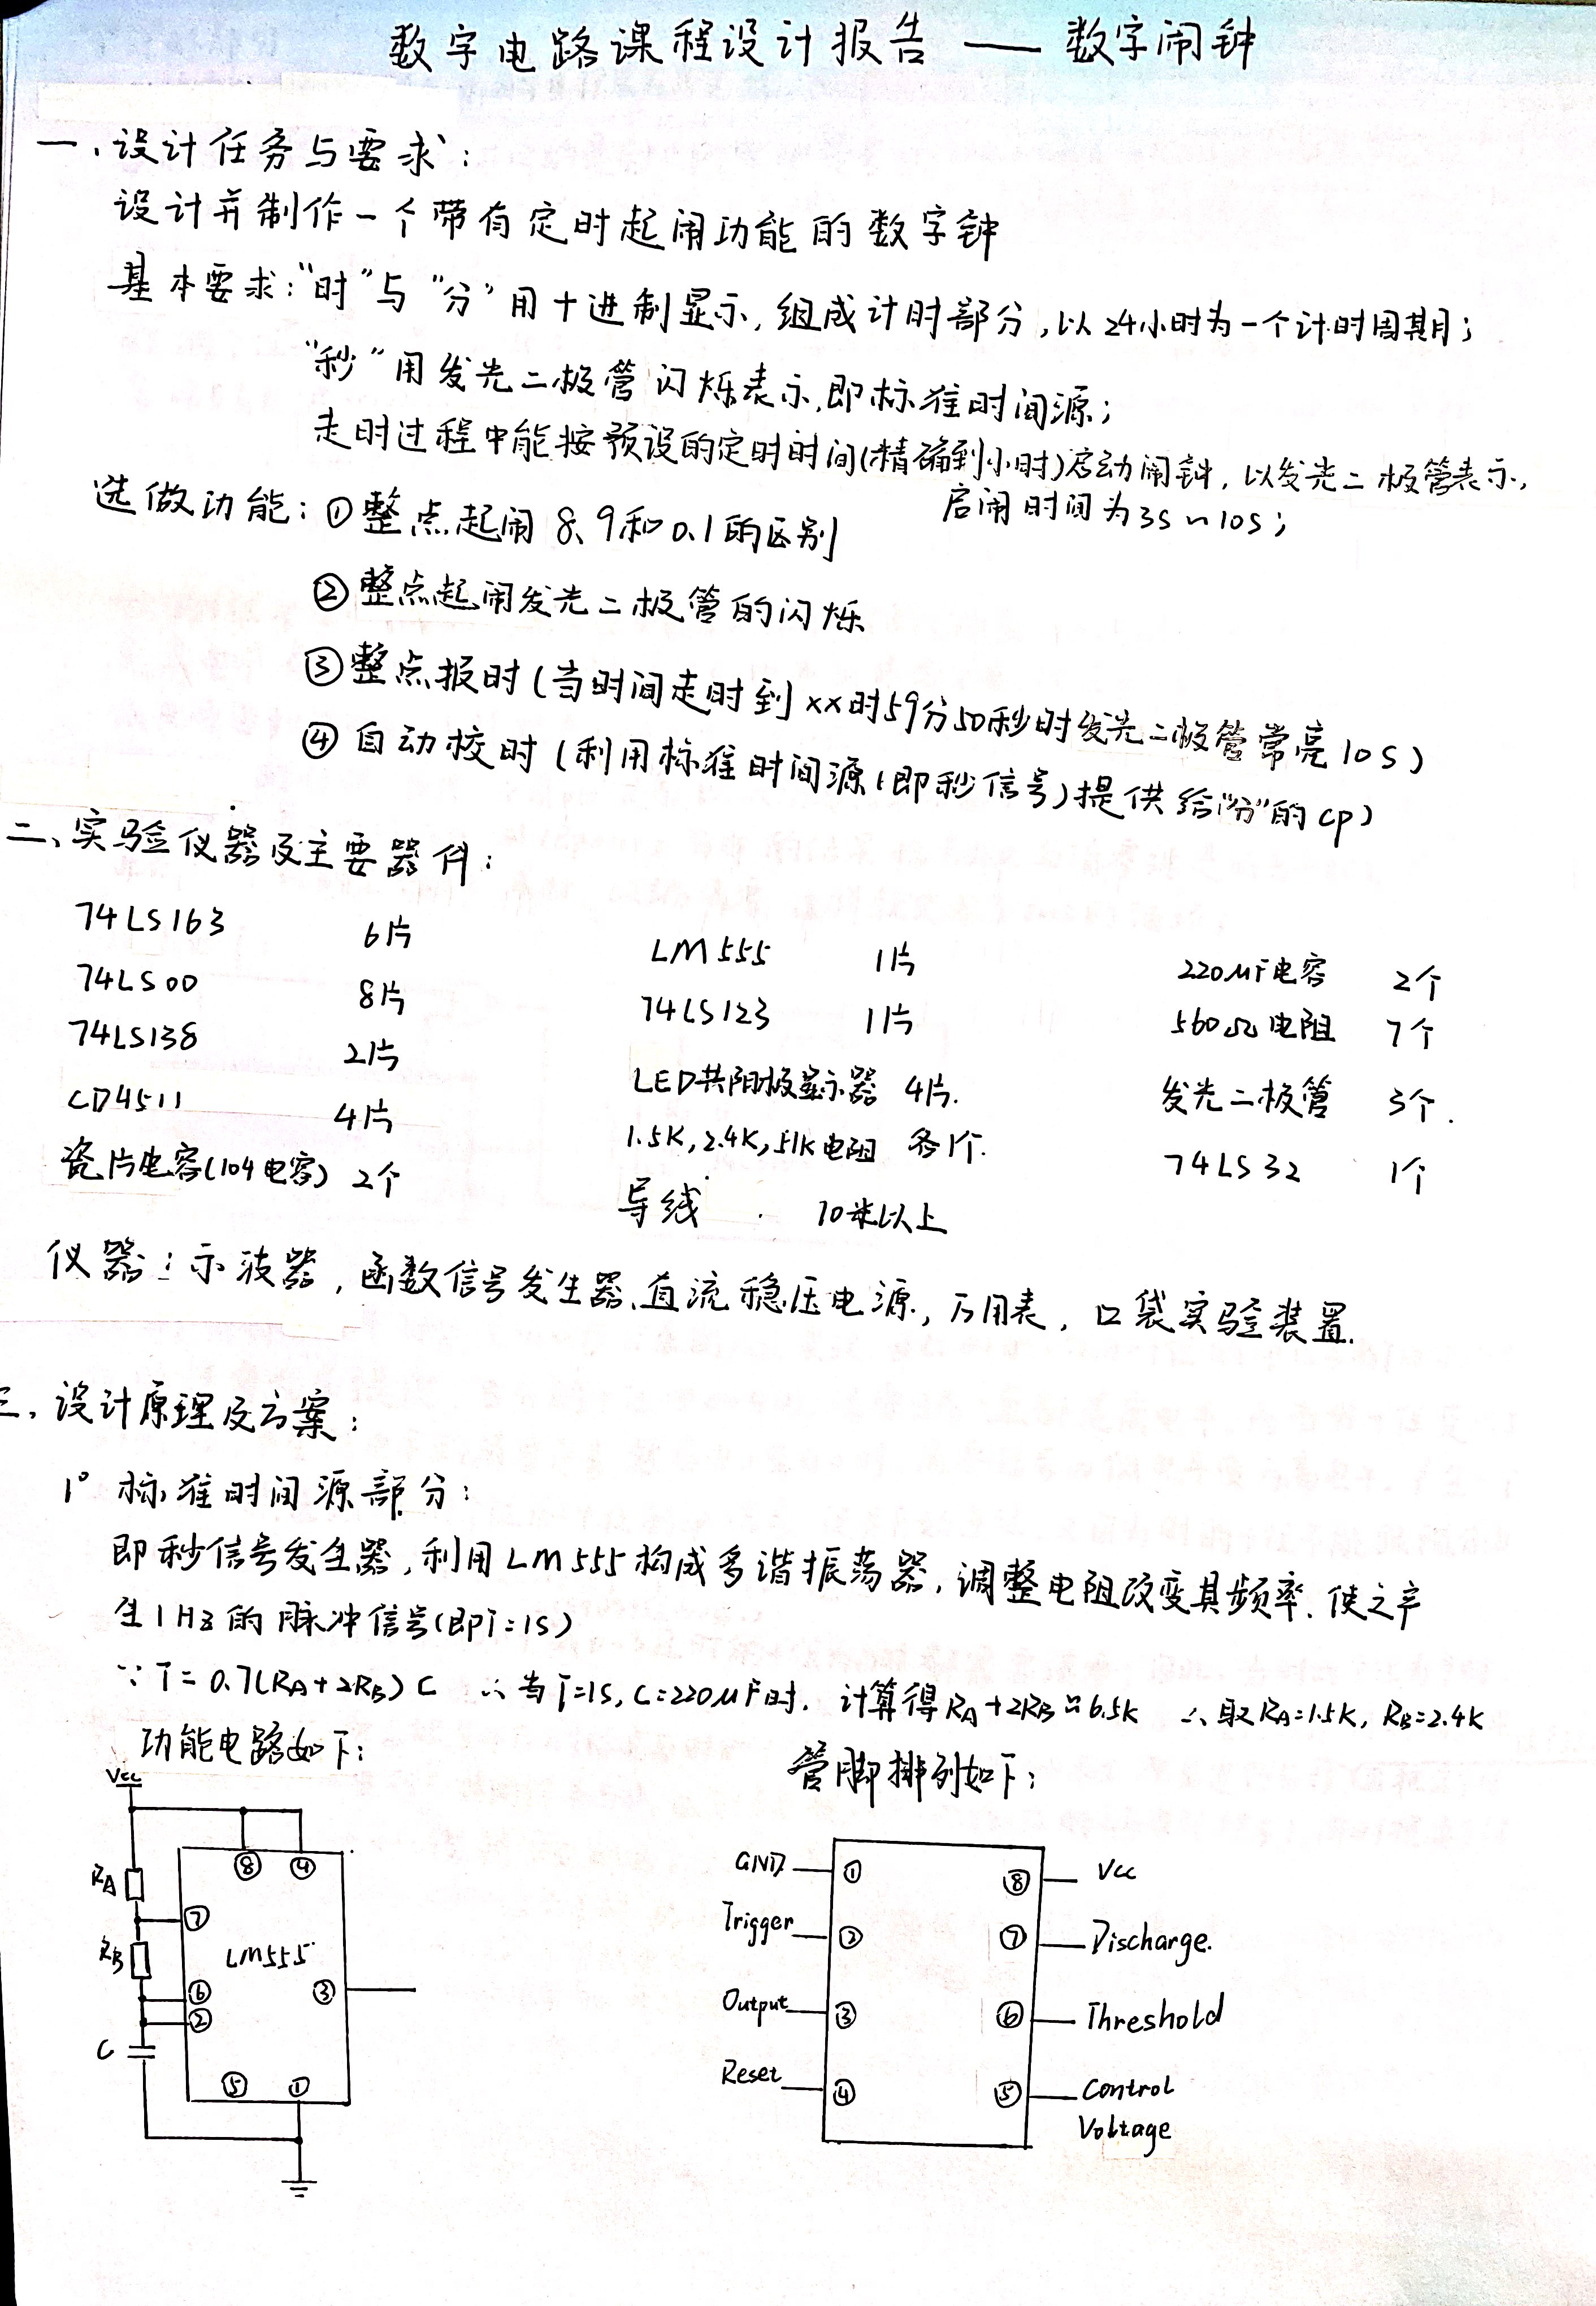 数字电路课程设计报告 —— 数字闹钟
一、设计任务与要求:
设计并制作一个带有定时起闹功能的数字钟
基本要求:“时”与“分”用十进制显示,组成计时部分,以24小时为一个计时周期;
“秒”用发光二极管闪烁表示,即标准时间源;
走时过程中能按预设的定时时间(精确到小时)启动闹钟,以发光二极管表示,
启闹时间为3S~10S;
选做功能:①整点起闹8、9和0.1的区别
②整点起闹发光二极管的闪烁
③整点报时(当时间走时到xx时59分50秒时发光二极管常亮10S)
④自动校时(利用标准时间源(即秒信号)提供给“分”的CP)
二、实验仪器及主要器件:
74LS163 6片 LM555 1片 220μF电容 2个
74LS00 8片 74LS123 1片 560Ω电阻 7个
74LS138 2片 LED共阳极显示器 4片. 发光二极管 3个.
CD4511 4片 1.5K,2.4K,51K电阻 各1个. 74LS32 1个
瓷片电容(104电容) 2个 导线 10米以上
仪器:示波器,函数信号发生器、直流稳压电源,万用表,口袋实验装置.
三、设计原理及方案:
1° 标准时间源部分:
即秒信号发生器,利用LM555构成多谐振荡器,调整电阻改变其频率.使之产
生1Hz的脉冲信号(即T=1S)
∵T=0.7(RA+2RB)C ∴当T=1S,C=220μF时. 计算得RA+2RB≈6.5K ∴取RA=1.5K, RB=2.4K
功能电路如下: 管脚排列如下:
Vcc
RA
RB
C
LM555
⑧ ④
⑦
⑥
②
③
⑤ ①
GND ① ⑧ Vcc
Trigger ② ⑦ Discharge.
Output ③ ⑥ Threshold
Reset ④ ⑤ Control
Voltage